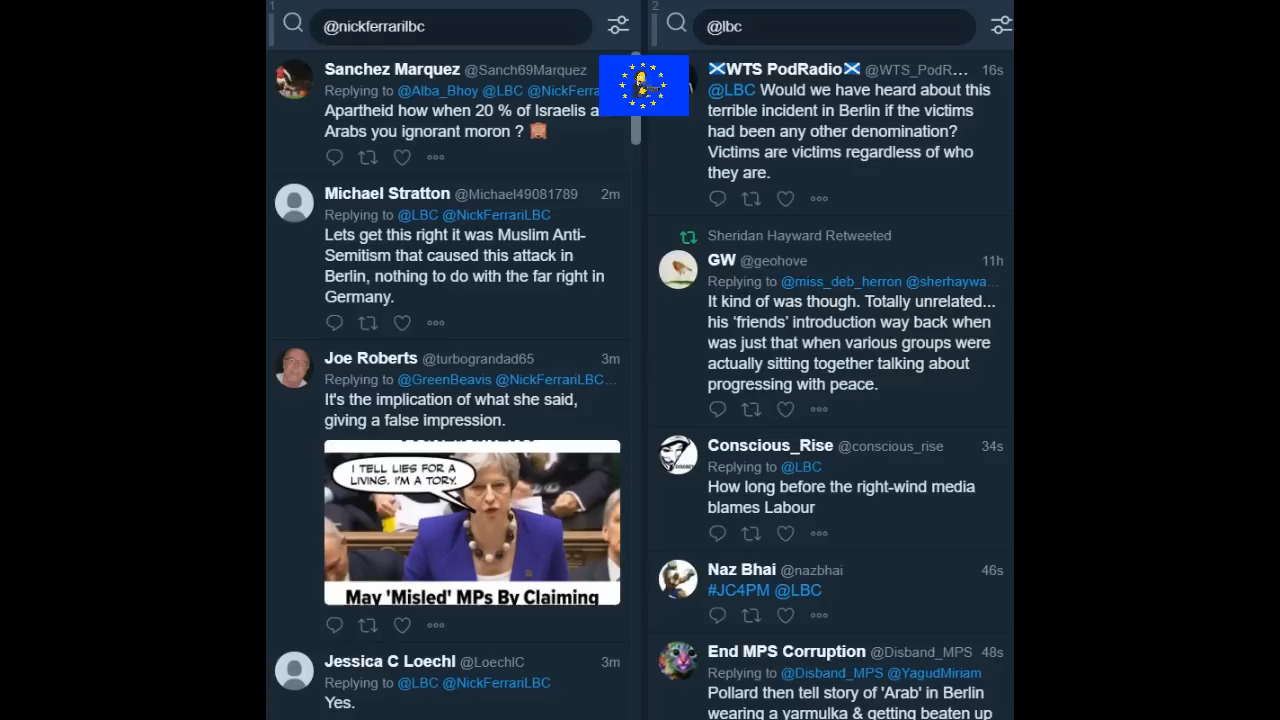 1
@nickferrarilbc
Sanchez Marquez @Sanch69Marquez
Replying to @Alba_Bhoy @LBC @NickFerra
Apartheid how when 20 % of Israelis a
Arabs you ignorant moron ?
Michael Stratton @Michael49081789 2m
Replying to @LBC @NickFerrariLBC
Lets get this right it was Muslim Anti-
Semitism that caused this attack in
Berlin, nothing to do with the far right in
Germany.
Joe Roberts @turbograndad65 3m
Replying to @GreenBeavis @NickFerrariLBC...
It's the implication of what she said,
giving a false impression.
I TELL LIES FOR A
LIVING. I'M A TORY.
May 'Misled' MPs By Claiming
Jessica C Loechl @LoechlC 3m
Replying to @LBC @NickFerrariLBC
Yes.
2
@lbc
WTS PodRadio @WTS_PodR... 16s
@LBC Would we have heard about this
terrible incident in Berlin if the victims
had been any other denomination?
Victims are victims regardless of who
they are.
Sheridan Hayward Retweeted
GW @geohove 11h
Replying to @miss_deb_herron @sherhaywa...
It kind of was though. Totally unrelated...
his ‘friends’ introduction way back when
was just that when various groups were
actually sitting together talking about
progressing with peace.
Conscious_Rise @conscious_rise 34s
Replying to @LBC
How long before the right-wind media
blames Labour
Naz Bhai @nazbhai 46s
#JC4PM @LBC
End MPS Corruption @Disband_MPS 48s
Replying to @Disband_MPS @YagudMiriam
Pollard then tell story of 'Arab' in Berlin
wearing a yarmulka & getting beaten up